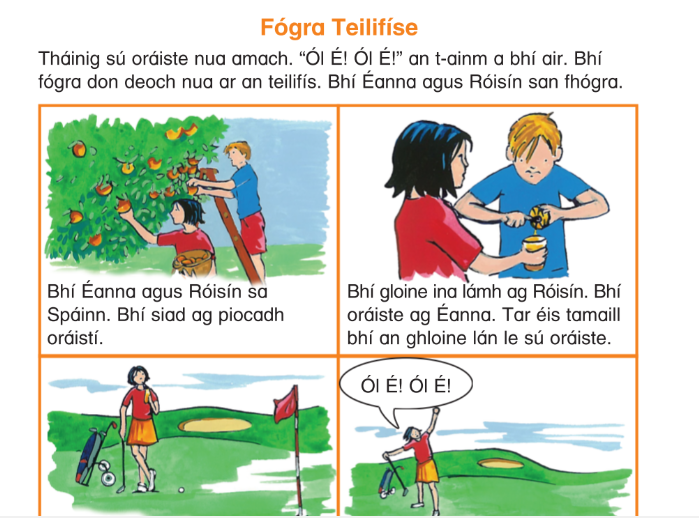 Fógra Teilifíse
Tháinig sú oráiste nua amach. “Ól É! Ól É!” an t-ainm a bhí air. Bhí
fógra don deoch nua ar an teilifís. Bhí Éanna agus Róisín san fhógra.
Bhí Éanna agus Róisín sa
Spáinn. Bhí siad ag piocadh
oráistí.
Bhí gloine ina lámh ag Róisín. Bhí
oráiste ag Éanna. Tar éis tamaill
bhí an ghloine lán le sú oráiste.
Ól É! Ól É!